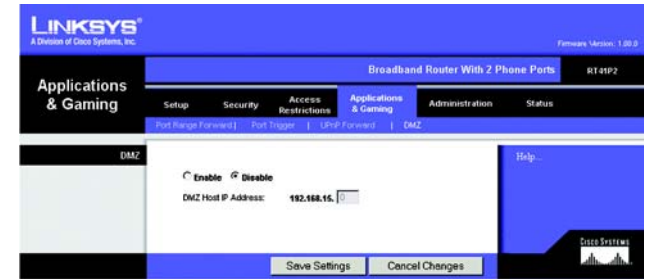 LINKSYS®
A Division of Cisco Systems, Inc.
Firmware Version: 1.00.0
Broadband Router With 2 Phone Ports
RT41P2
Applications & Gaming
Setup
Security
Access Restrictions
Applications & Gaming
Administration
Status
Port Range Forward | Port Trigger | UPnP Forward | DMZ
DMZ
Enable Disable
DMZ Host IP Address: 192.168.15. 0
Help...
CISCO SYSTEMS
Save Settings
Cancel Changes